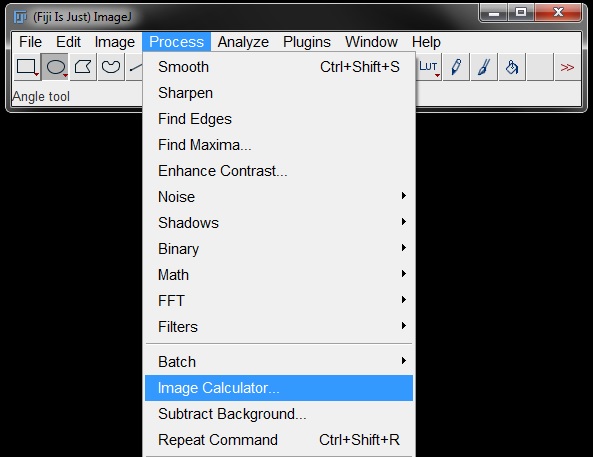 (Fiji Is Just) ImageJ
File Edit Image Process Analyze Plugins Window Help
LUT >>
Angle tool
Smooth Ctrl+Shift+S
Sharpen
Find Edges
Find Maxima...
Enhance Contrast...
Noise
Shadows
Binary
Math
FFT
Filters
Batch
Image Calculator...
Subtract Background...
Repeat Command Ctrl+Shift+R